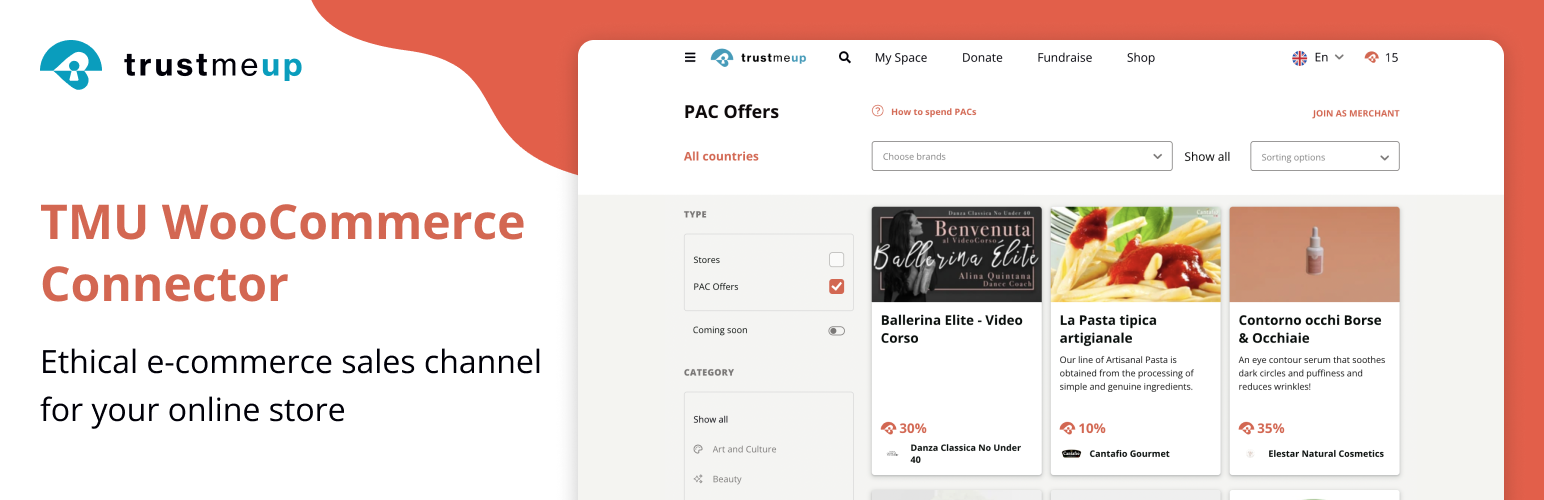 trustmeup
TMU WooCommerce
Connector
Ethical e-commerce sales channel
for your online store
trustmeup
My Space
Donate
Fundraise
Shop
En
15
PAC Offers
How to spend PACs
JOIN AS MERCHANT
All countries
Choose brands
Show all
Sorting options
TYPE
Stores
PAC Offers
Coming soon
CATEGORY
Show all
Art and Culture
Beauty
Danza Classica No Under 40
Benvenuta
al VideoCorso
Ballerina Élite
Alina Quintana
Dance Coach
Ballerina Elite - Video
Corso
30%
Danza Classica No Under
40
La Pasta tipica
artigianale
Our line of Artisanal Pasta is
obtained from the processing of
simple and genuine ingredients.
10%
Cantafio Gourmet
Contorno occhi Borse
& Occhiaie
An eye contour serum that soothes
dark circles and puffiness and
reduces wrinkles!
35%
Elestar Natural Cosmetics